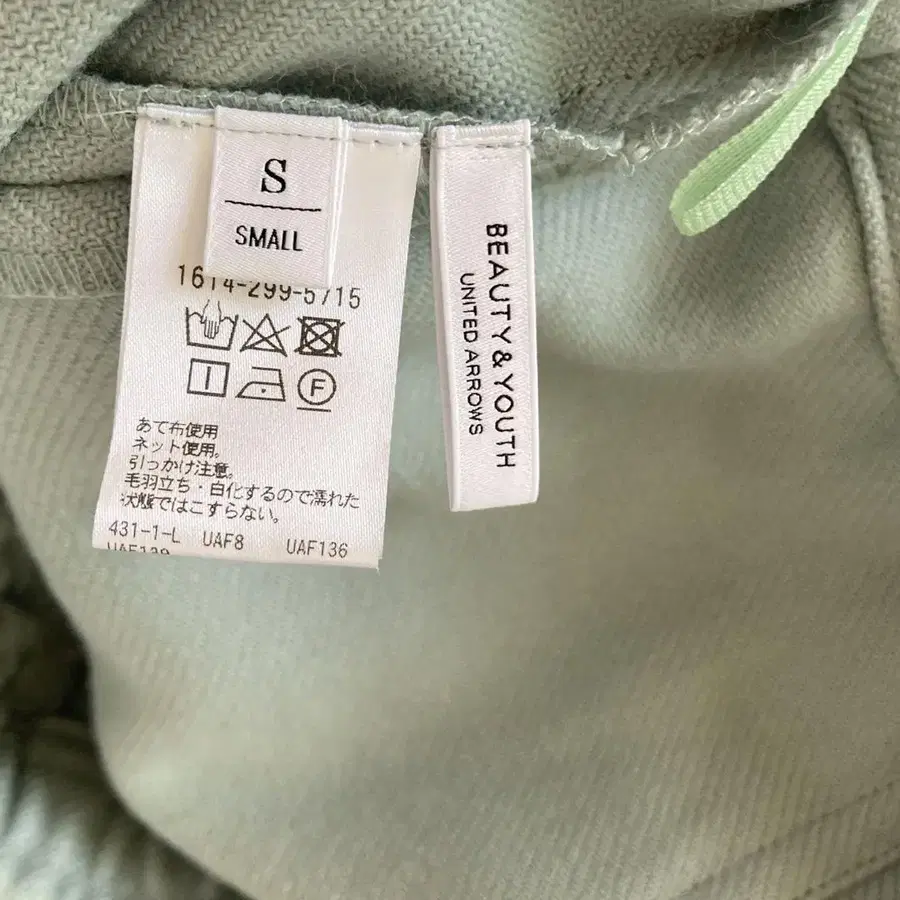 S
SMALL
1614-299-5715
F
あて布使用
ネット使用。
引っかけ注意。
毛羽立ち・白化するので濡れた
状態ではこすらない。
431-1-L UAF8 UAF136
BEAUTY&YOUTH
UNITED ARROWS